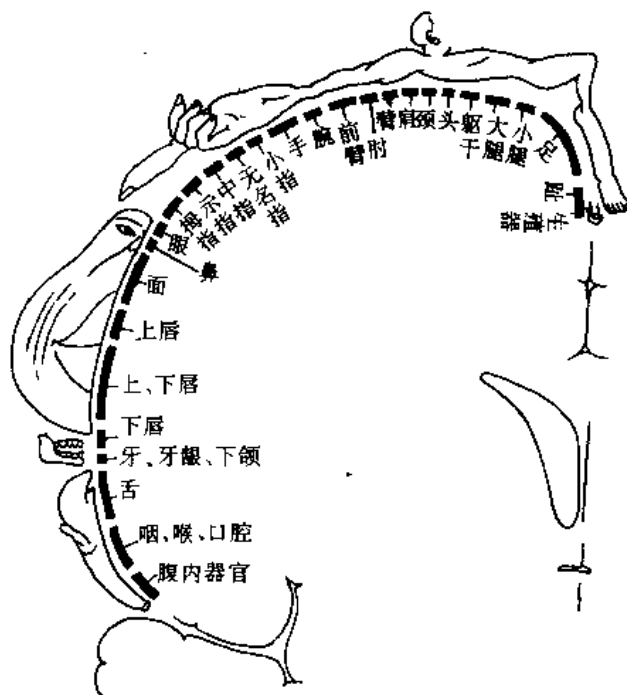 腹内器官
咽、喉、口腔
舌
牙、牙龈、下颌
下唇
上、下唇
上唇
面
鼻
眼
拇指
示指
中指
无名指
小指
手
腕
前臂
肘
臂
肩
颈
头
躯干
大腿
小腿
足
趾
生殖器